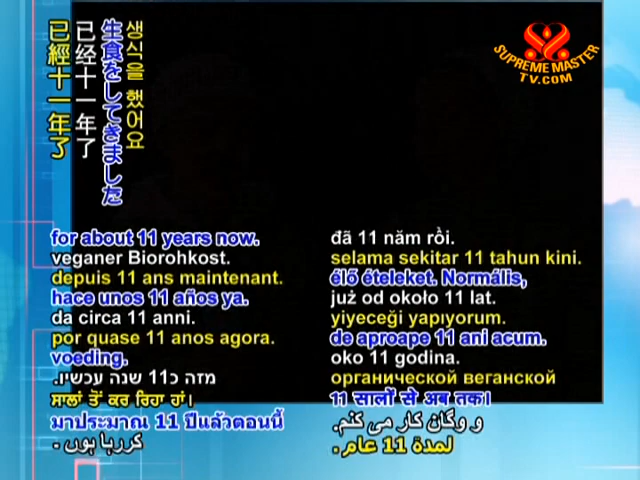 생식을 했어요
生食をしてきました
已经十一年了
已經十一年了
SUPREME MASTER
TV.COM
for about 11 years now.
veganer Biorohkost.
depuis 11 ans maintenant.
hace unos 11 años ya.
da circa 11 anni.
por quase 11 anos agora.
voeding.
מזה כ11 שנה עכשיו.
ਸਾਲਾਂ ਤੋਂ ਕਰ ਰਿਹਾ ਹਾਂ।
มาประมาณ 11 ปีแล้วตอนนี้
کررہا ہوں -
đã 11 năm rồi.
selama sekitar 11 tahun kini.
élő ételeket. Normális,
już od około 11 lat.
yiyeceği yapıyorum.
de aproape 11 ani acum.
oko 11 godina.
органической веганской
11 सालों से अब तक।
و وگان کار می کنم.
لمدة 11 عام.